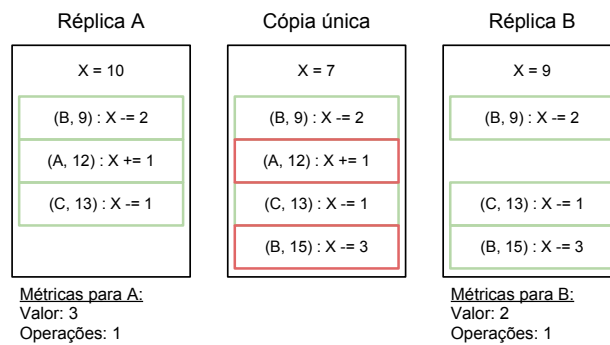 Réplica A
X = 10
(B, 9) : X -= 2
(A, 12) : X += 1
(C, 13) : X -= 1
Métricas para A:
Valor: 3
Operações: 1
Cópia única
X = 7
(B, 9) : X -= 2
(A, 12) : X += 1
(C, 13) : X -= 1
(B, 15) : X -= 3
Réplica B
X = 9
(B, 9) : X -= 2
(C, 13) : X -= 1
(B, 15) : X -= 3
Métricas para B:
Valor: 2
Operações: 1